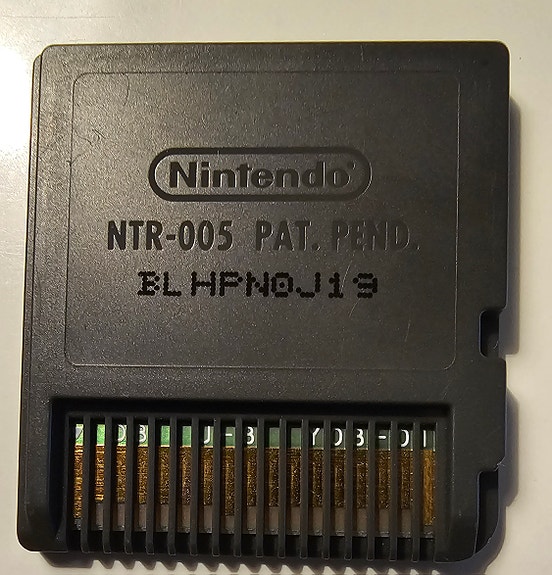 Nintendo
NTR-005 PAT. PEND.
BLHPN0J19